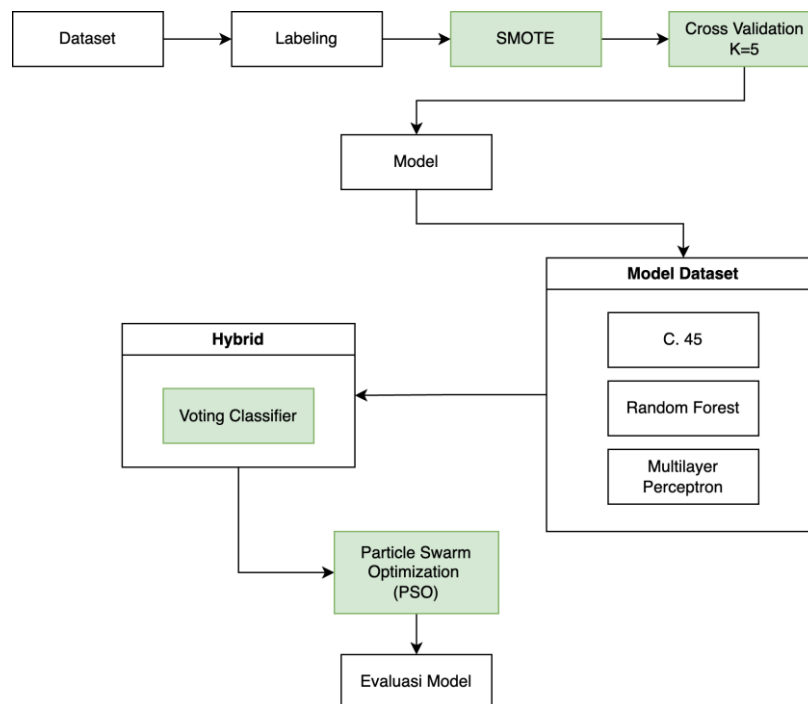 Dataset
Labeling
SMOTE
Cross Validation
K=5
Model
Model Dataset
C. 45
Random Forest
Multilayer
Perceptron
Hybrid
Voting Classifier
Particle Swarm
Optimization
(PSO)
Evaluasi Model